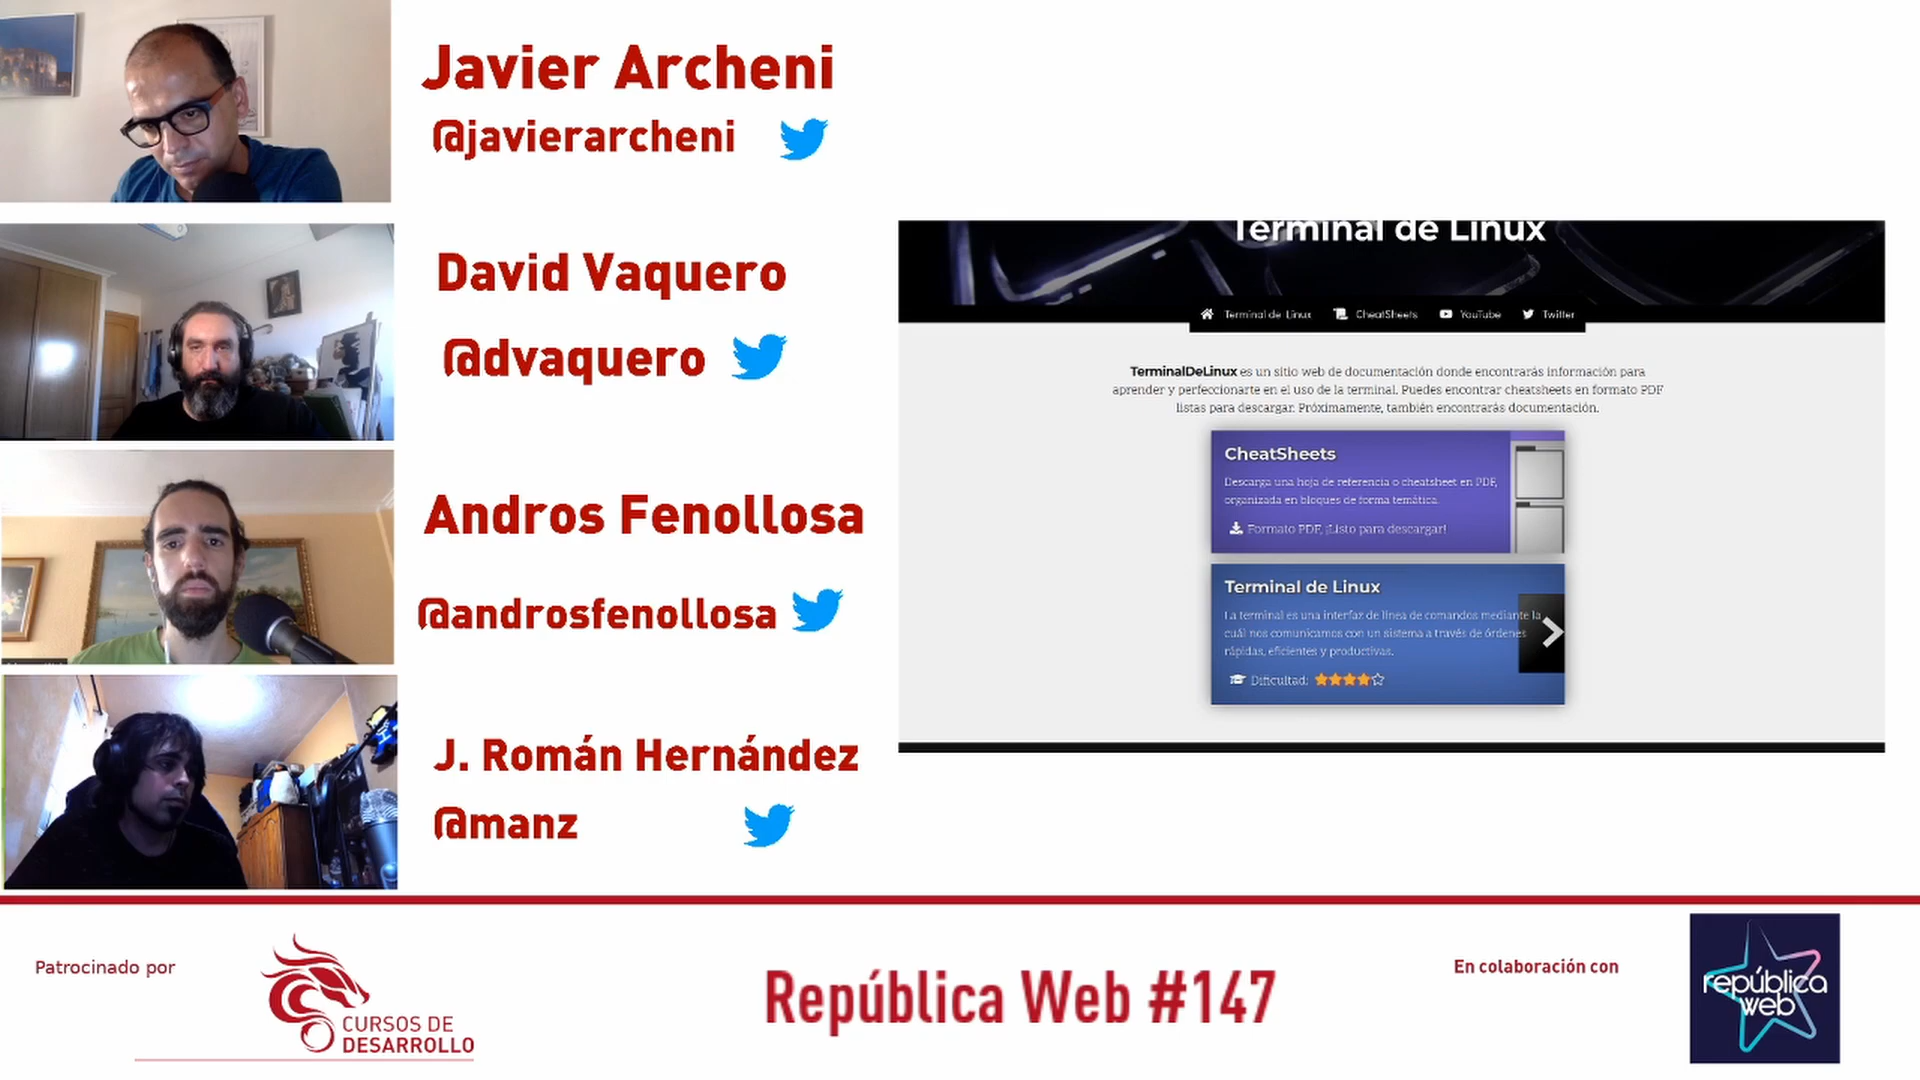 Javier Archeni
@javierarcheni
David Vaquero
@dvaquero
Andros Fenollosa
@androsfenollosa
J. Román Hernández
@manz
Terminal de Linux
Terminal de Linux CheatSheets YouTube Twitter
TerminalDeLinux es un sitio web de documentación donde encontrarás información para
aprender y perfeccionarte en el uso de la terminal. Puedes encontrar cheatsheets en formato PDF
listas para descargar. Próximamente, también encontrarás documentación.
CheatSheets
Descarga una hoja de referencia o cheatsheet en PDF,
organizada en bloques de forma temática.
Formato PDF, ¡Listo para descargar!
Terminal de Linux
La terminal es una interfaz de línea de comandos mediante la
cuál nos comunicamos con un sistema a través de órdenes
rápidas, eficientes y productivas.
Dificultad:
Patrocinado por
CURSOS DE
DESARROLLO
República Web #147
En colaboración con
república
web